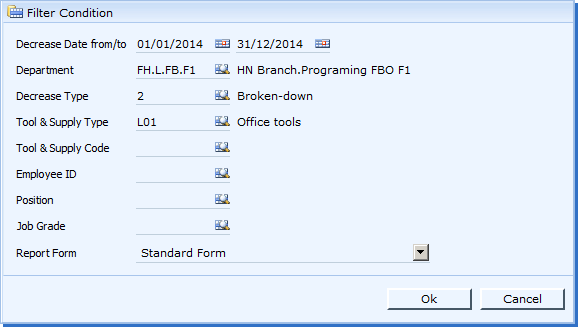 Filter Condition
Decrease Date from/to 01/01/2014 31/12/2014
Department FH.L.FB.F1 HN Branch.Programing FBO F1
Decrease Type 2 Broken-down
Tool & Supply Type L01 Office tools
Tool & Supply Code
Employee ID
Position
Job Grade
Report Form Standard Form
Ok Cancel